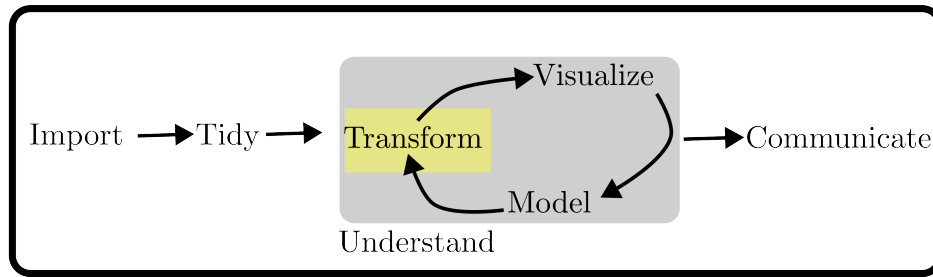 Visualize
Import Tidy Transform Communicate
Model
Understand